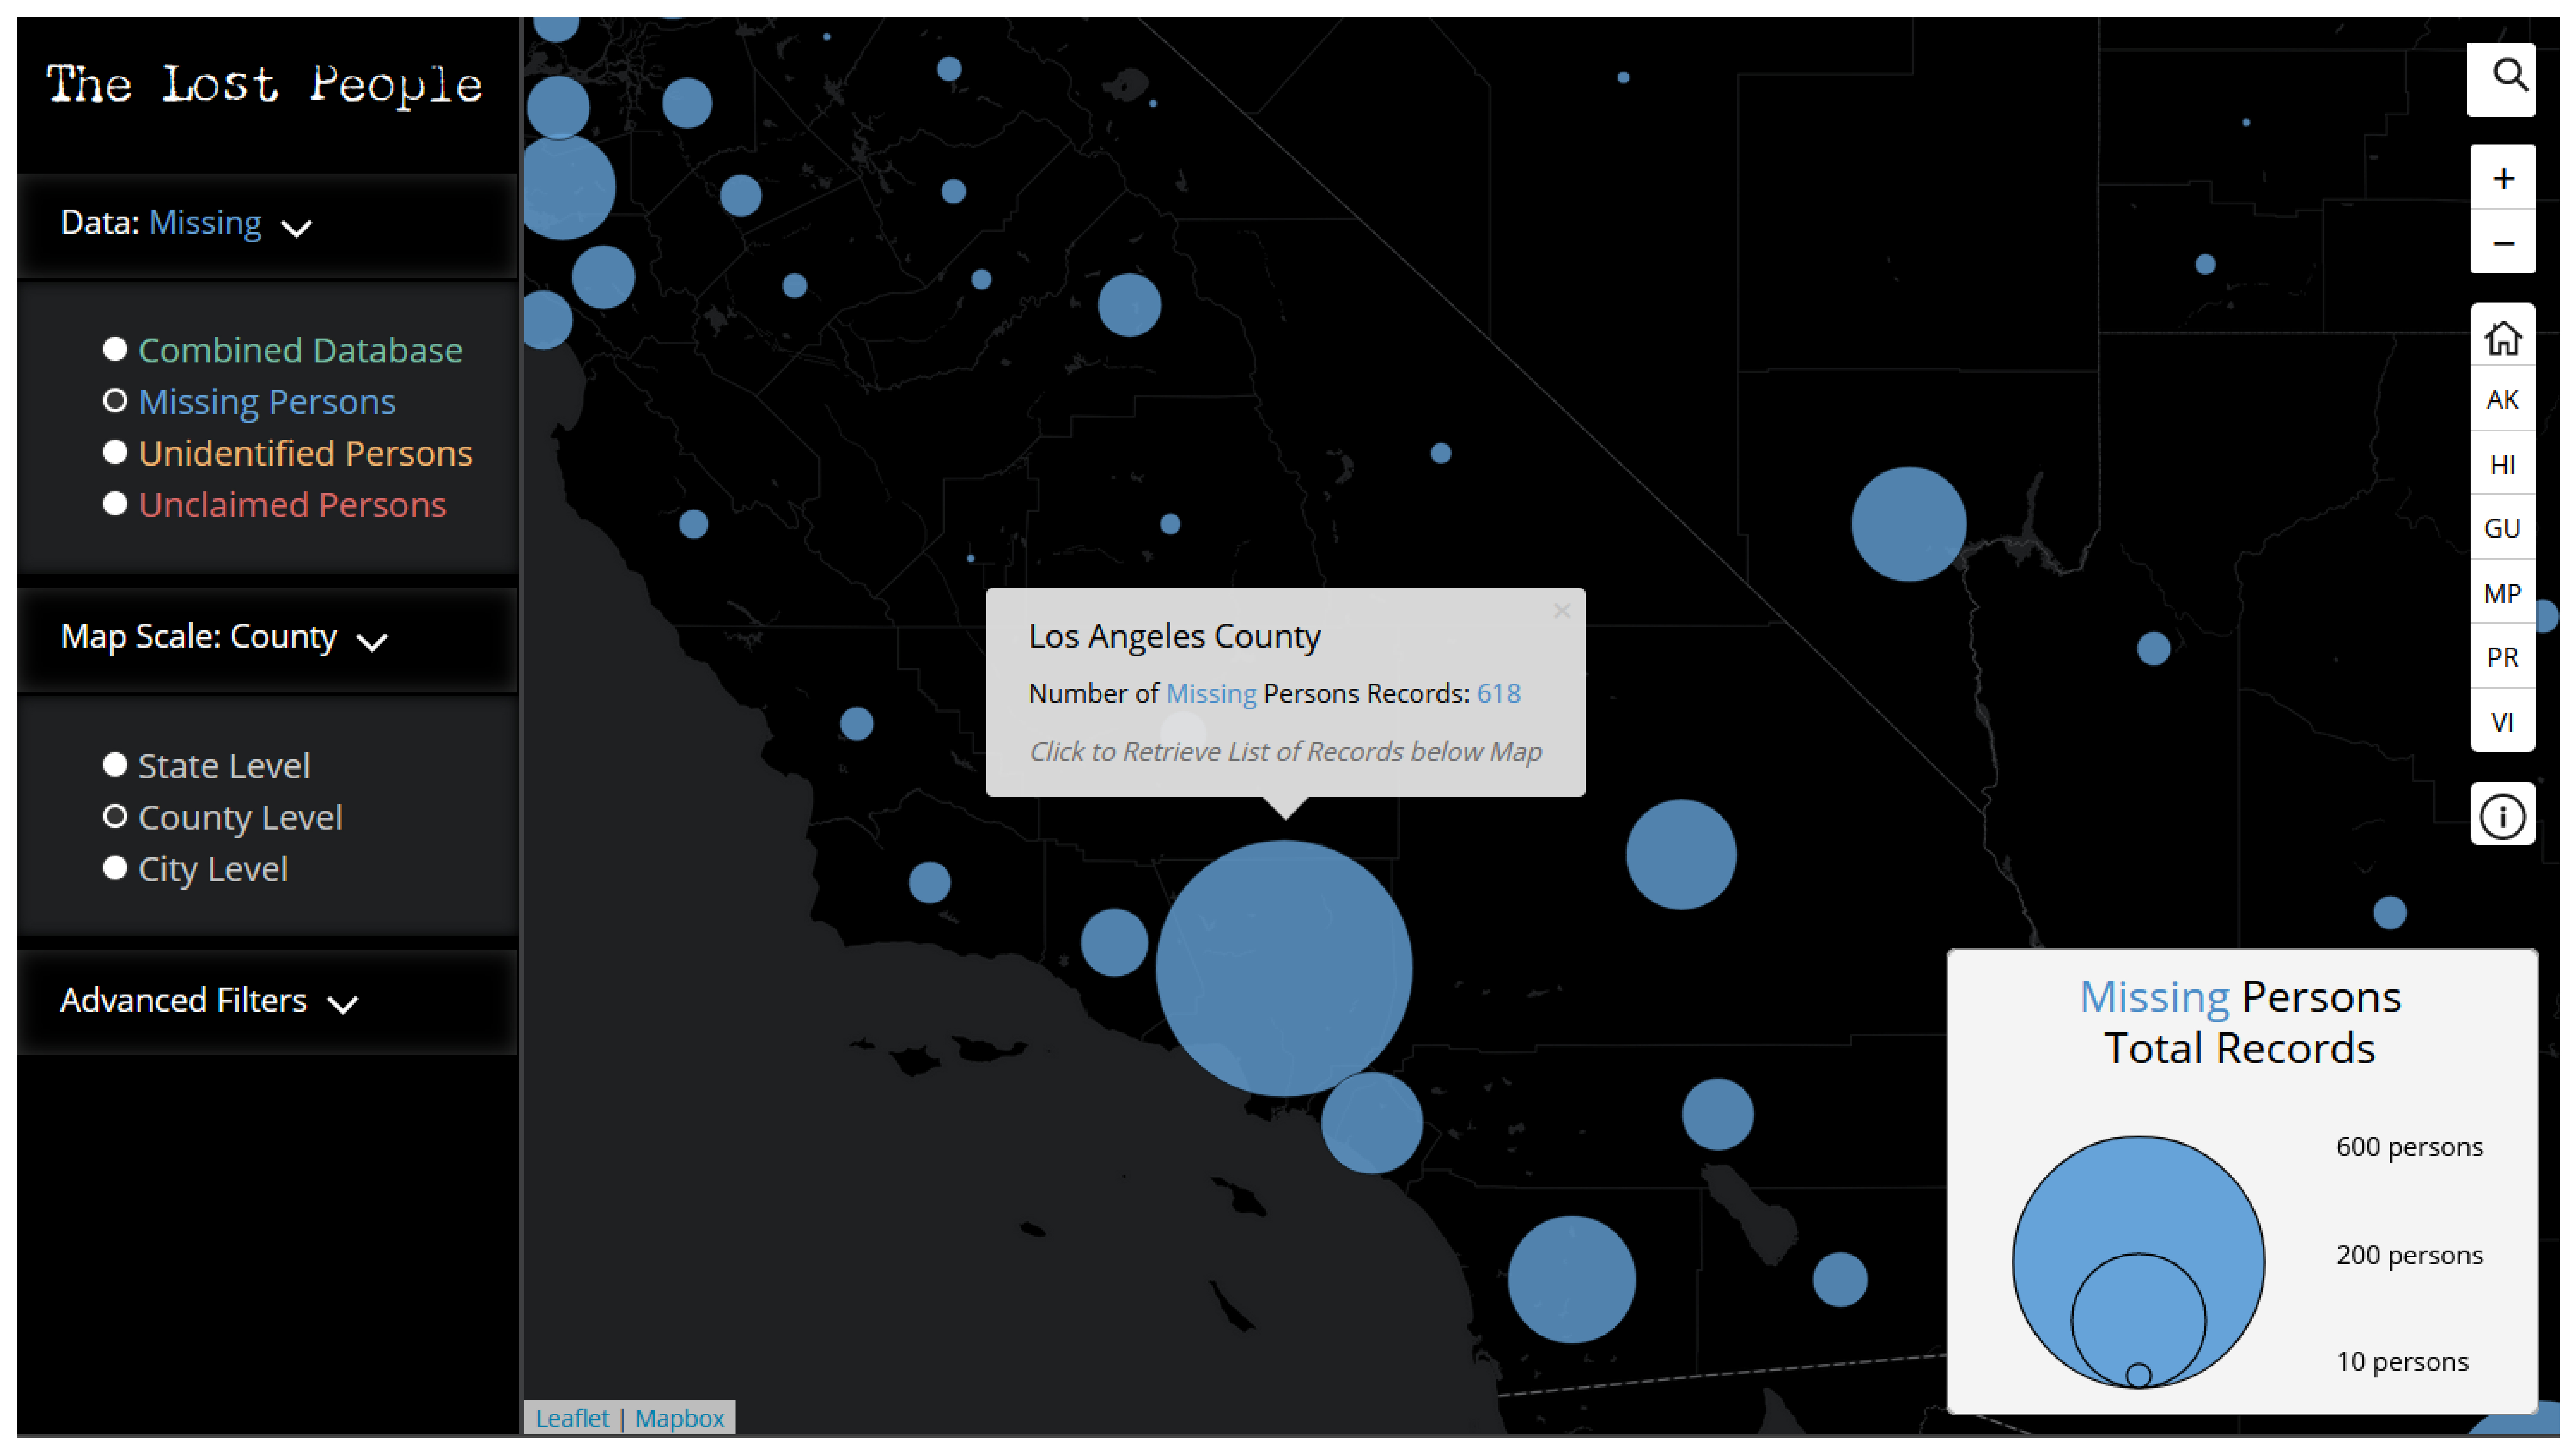 The Lost People
Data: Missing
Combined Database
Missing Persons
Unidentified Persons
Unclaimed Persons
Map Scale: County
State Level
County Level
City Level
Advanced Filters
Los Angeles County
Number of Missing Persons Records: 618
Click to Retrieve List of Records below Map
+
−
AK
HI
GU
MP
PR
VI
Missing Persons
Total Records
600 persons
200 persons
10 persons
Leaflet | Mapbox